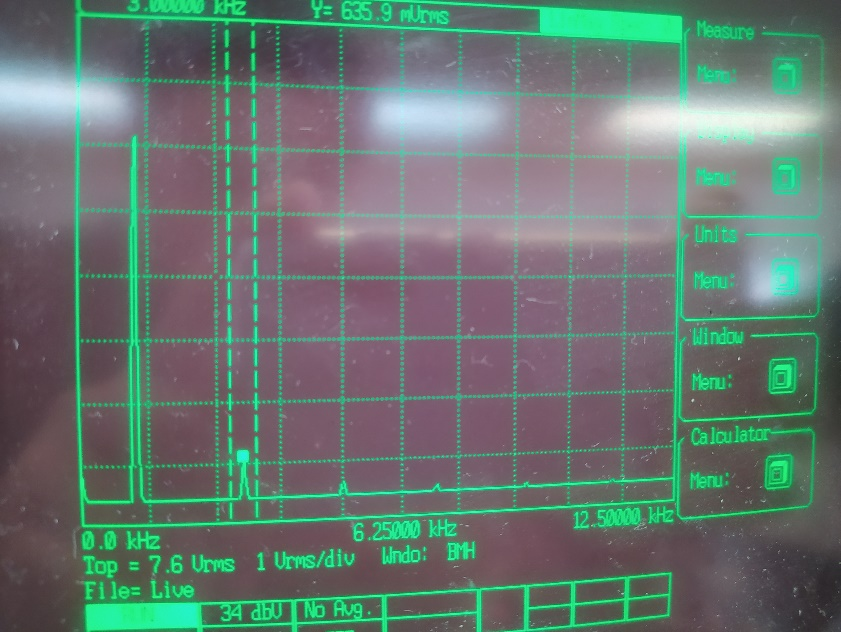 3.00000 kHz Y= 635.9 mVrms
Measure
Menu:
Display
Menu:
Units
Menu:
Window
Menu:
Calculator
Menu:
0.0 kHz 6.25000 kHz 12.50000 kHz
Top = 7.6 Vrms 1 Vrms/div Wndo: BMH
File= Live
34 dbV No Avg.